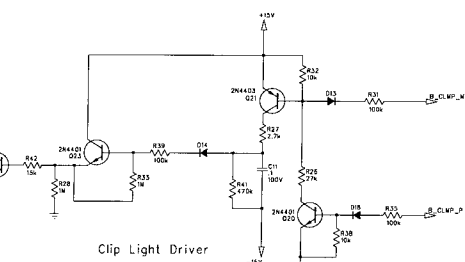 +15V
R32
10k
2N4403
Q21
D13
R31
100k
B_CLMP_M
R27
2.7k
2N4401
Q23
R39
100k
D14
R42
15k
R28
1M
R33
1M
R41
470k
C11
.1
100V
R26
27k
2N4401
Q20
D18
R35
100k
B_CLMP_P
R38
10k
Clip Light Driver